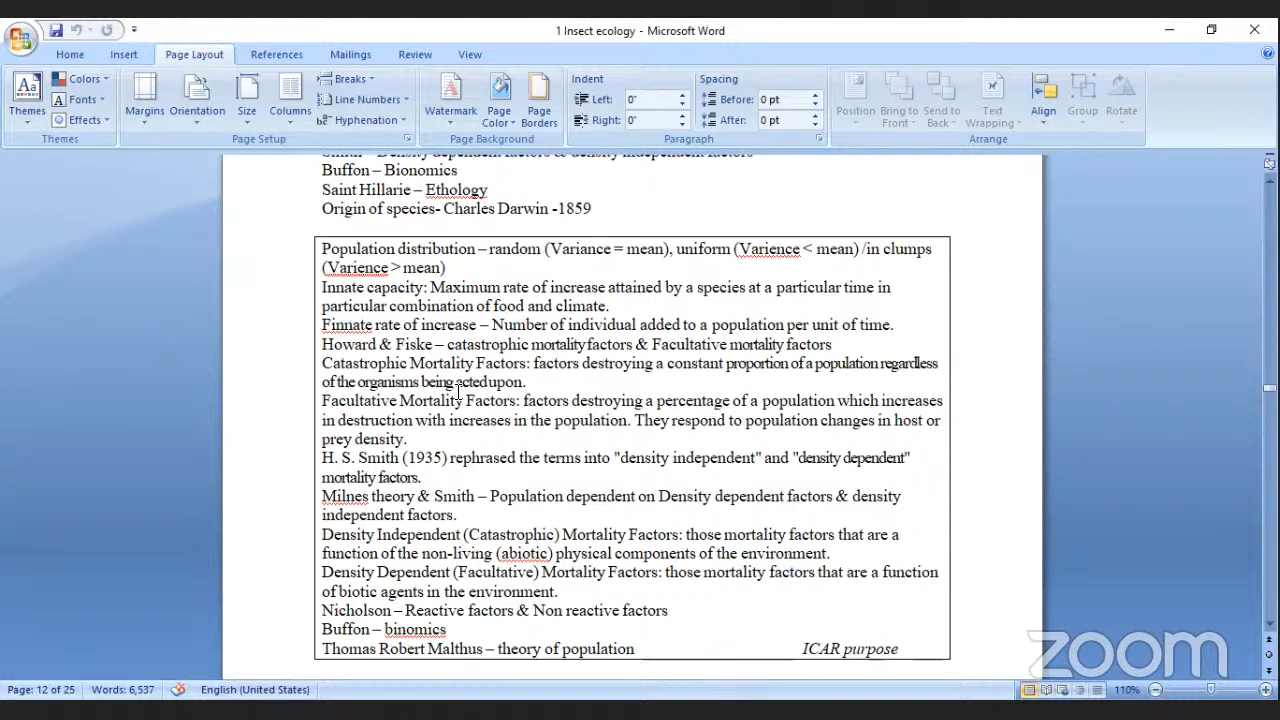 1 Insect ecology - Microsoft Word
Home Insert Page Layout References Mailings Review View
Themes Colors Fonts Effects Margins Orientation Size Columns Breaks Line Numbers Hyphenation Watermark Page Color Page Borders Indent Left: 0" Right: 0" Spacing Before: 0 pt After: 0 pt Position Bring to Front Send to Back Text Wrapping Align Group Rotate
Themes Page Setup Page Background Paragraph Arrange
Smith – Density dependent factors & density independent factors
Buffon – Bionomics
Saint Hillarie – Ethology
Origin of species- Charles Darwin -1859
Population distribution – random (Variance = mean), uniform (Varience < mean) /in clumps
(Varience > mean)
Innate capacity: Maximum rate of increase attained by a species at a particular time in
particular combination of food and climate.
Finnate rate of increase – Number of individual added to a population per unit of time.
Howard & Fiske – catastrophic mortality factors & Facultative mortality factors
Catastrophic Mortality Factors: factors destroying a constant proportion of a population regardless
of the organisms being acted upon.
Facultative Mortality Factors: factors destroying a percentage of a population which increases
in destruction with increases in the population. They respond to population changes in host or
prey density.
H. S. Smith (1935) rephrased the terms into "density independent" and "density dependent"
mortality factors.
Milnes theory & Smith – Population dependent on Density dependent factors & density
independent factors.
Density Independent (Catastrophic) Mortality Factors: those mortality factors that are a
function of the non-living (abiotic) physical components of the environment.
Density Dependent (Facultative) Mortality Factors: those mortality factors that are a function
of biotic agents in the environment.
Nicholson – Reactive factors & Non reactive factors
Buffon – binomics
Thomas Robert Malthus – theory of population ICAR purpose
zoom
Page: 12 of 25 Words: 6,537 English (United States) 110%